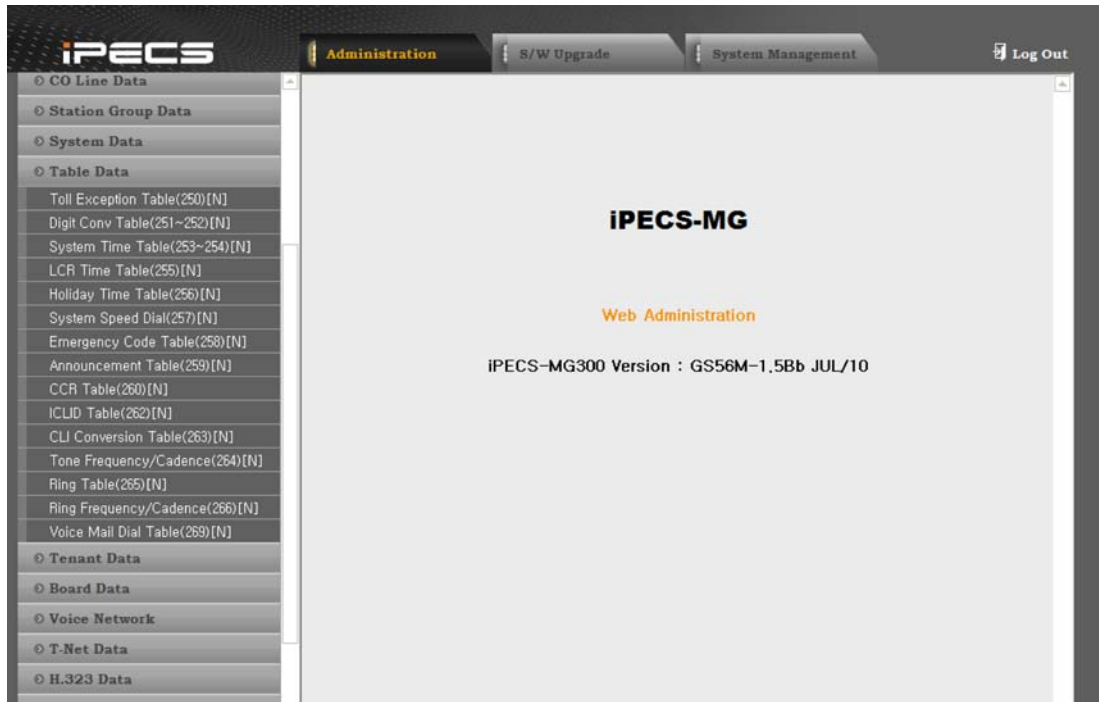 iPECS
Administration
S/W Upgrade
System Management
Log Out
CO Line Data
Station Group Data
System Data
Table Data
Toll Exception Table(250)[N]
Digit Conv Table(251~252)[N]
System Time Table(253~254)[N]
LCR Time Table(255)[N]
Holiday Time Table(256)[N]
System Speed Dial(257)[N]
Emergency Code Table(258)[N]
Announcement Table(259)[N]
CCR Table(260)[N]
ICLID Table(262)[N]
CLI Conversion Table(263)[N]
Tone Frequency/Cadence(264)[N]
Ring Table(265)[N]
Ring Frequency/Cadence(266)[N]
Voice Mail Dial Table(269)[N]
Tenant Data
Board Data
Voice Network
T-Net Data
H.323 Data
iPECS-MG
Web Administration
iPECS-MG300 Version : GS56M-1.5Bb JUL/10